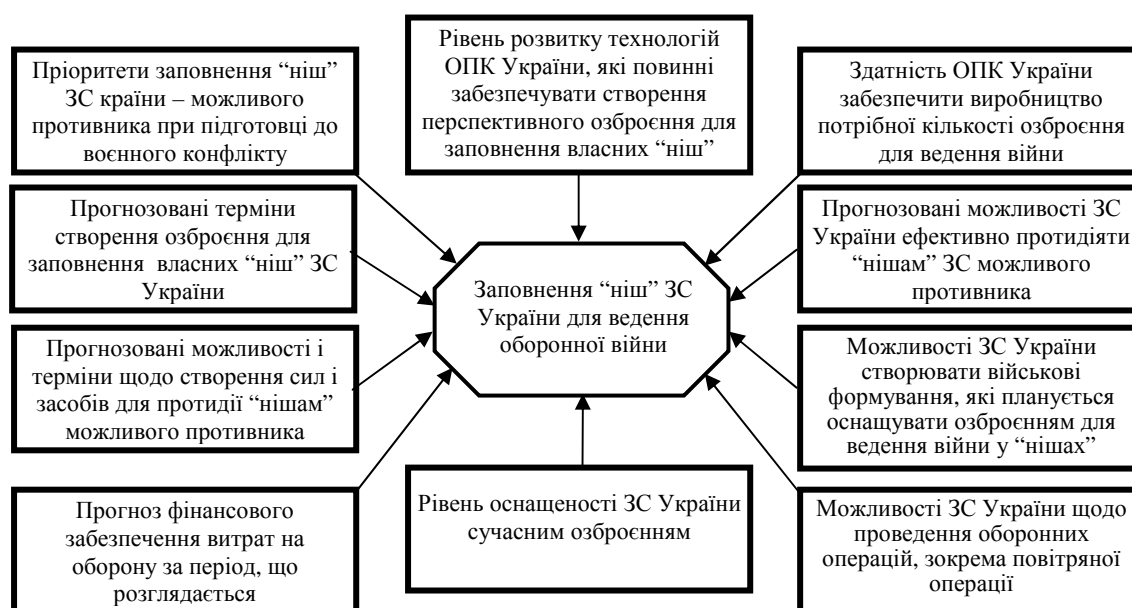 Пріоритети заповнення “ніш”
ЗС країни – можливого
противника при підготовці до
воєнного конфлікту
Рівень розвитку технологій
ОПК України, які повинні
забезпечувати створення
перспективного озброєння для
заповнення власних “ніш”
Здатність ОПК України
забезпечити виробництво
потрібної кількості озброєння
для ведення війни
Прогнозовані терміни
створення озброєння для
заповнення власних “ніш” ЗС
України
Заповнення “ніш” ЗС
України для ведення
оборонної війни
Прогнозовані можливості ЗС
України ефективно протидіяти
“нішам” ЗС можливого
противника
Прогнозовані можливості і
терміни щодо створення сил і
засобів для протидії “нішам”
можливого противника
Можливості ЗС України
створювати військові
формування, які планується
оснащувати озброєнням для
ведення війни у “нішах”
Прогноз фінансового
забезпечення витрат на
оборону за період, що
розглядається
Рівень оснащеності ЗС України
сучасним озброєнням
Можливості ЗС України щодо
проведення оборонних
операцій, зокрема повітряної
операції